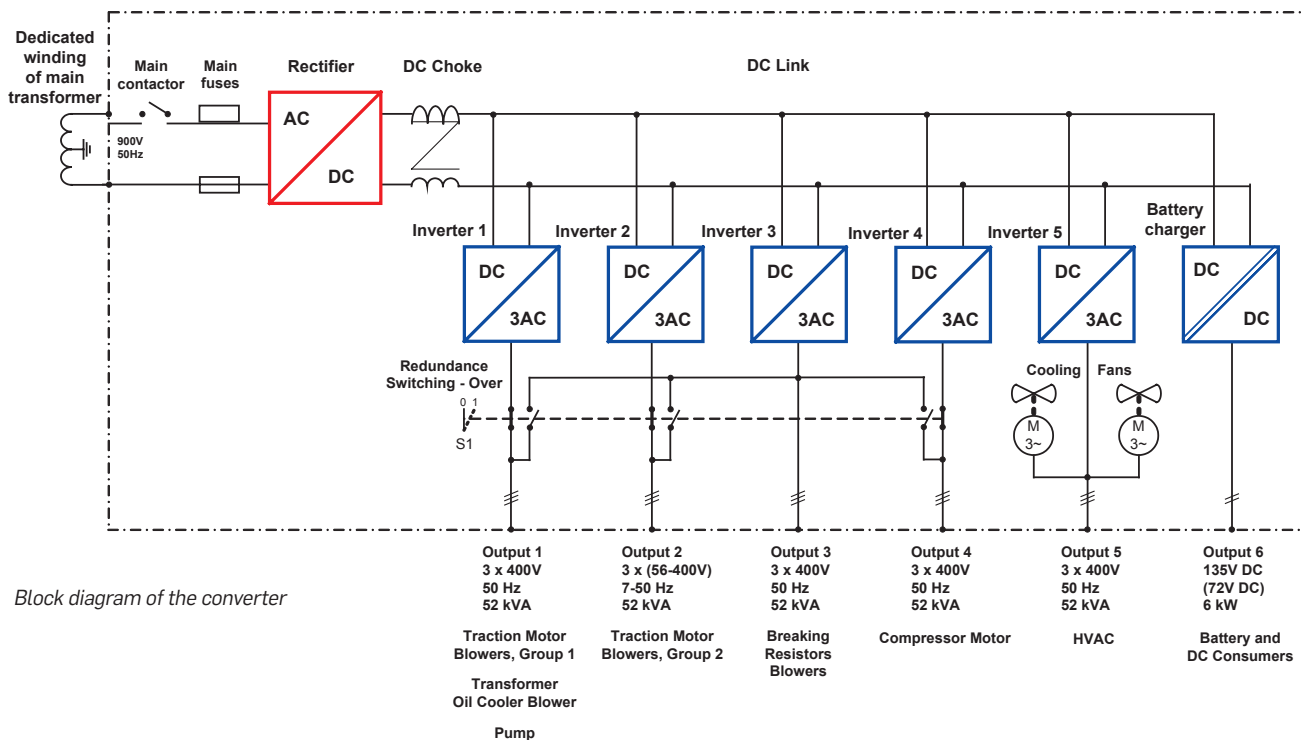 Dedicated
winding
of main
transformer
Main
contactor
Main
fuses
Rectifier
DC Choke
DC Link
900V
50Hz
AC
DC
Inverter 1
Inverter 2
Inverter 3
Inverter 4
Inverter 5
Battery
charger
DC
3AC
DC
3AC
DC
3AC
DC
3AC
DC
3AC
DC
DC
Redundance
Switching - Over
0 1
S1
Cooling Fans
M
3~
M
3~
Output 1
3 x 400V
50 Hz
52 kVA
Traction Motor
Blowers, Group 1
Transformer
Oil Cooler Blower
Pump
Output 2
3 x (56-400V)
7-50 Hz
52 kVA
Traction Motor
Blowers, Group 2
Output 3
3 x 400V
50 Hz
52 kVA
Breaking
Resistors
Blowers
Output 4
3 x 400V
50 Hz
52 kVA
Compressor Motor
Output 5
3 x 400V
50 Hz
52 kVA
HVAC
Output 6
135V DC
(72V DC)
6 kW
Battery and
DC Consumers
Block diagram of the converter